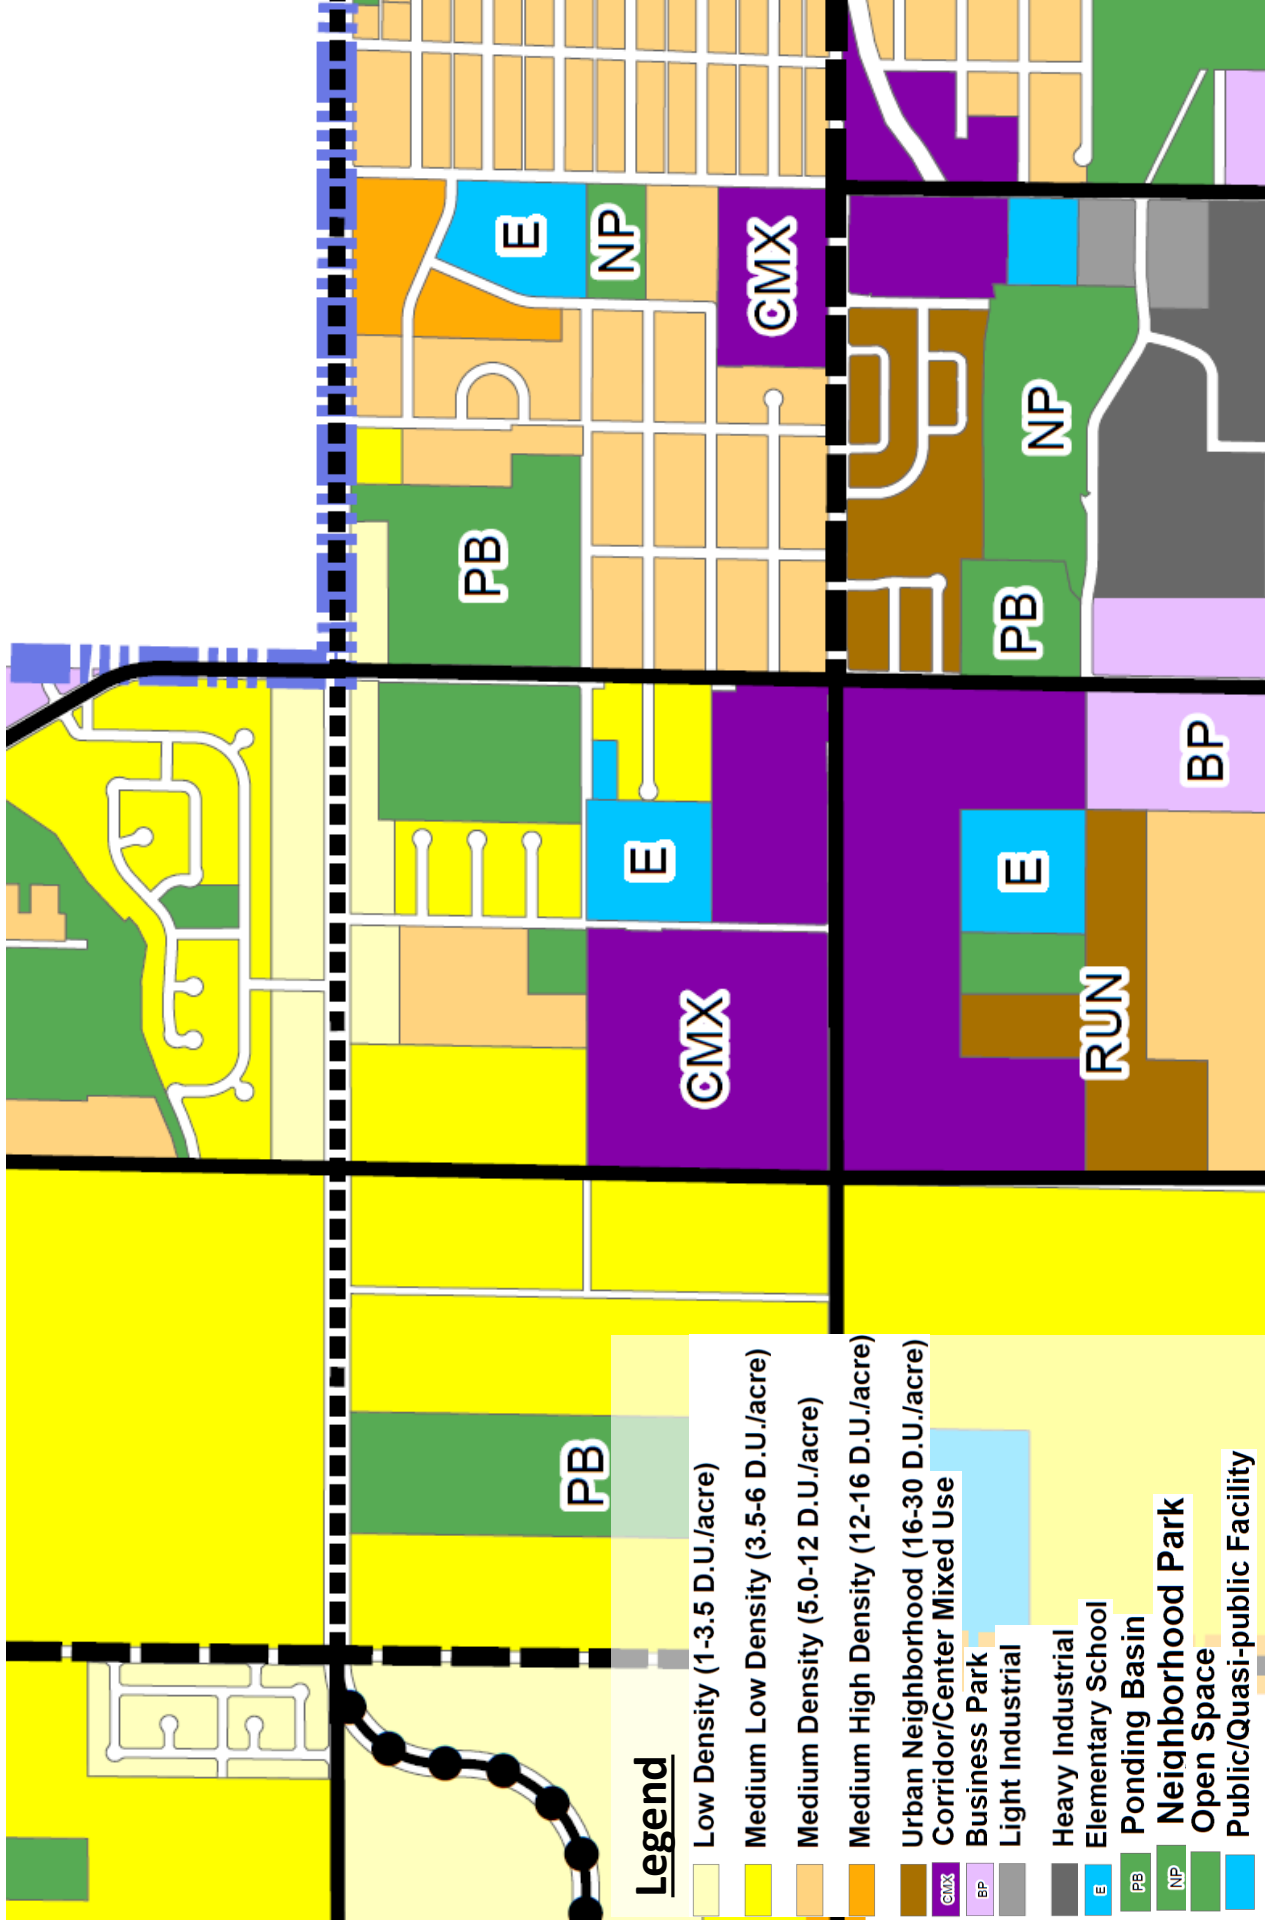 E
NP
CMX
PB
NP
PB
E
BP
E
CMX
RUN
PB
Legend
Low Density (1-3.5 D.U./acre)
Medium Low Density (3.5-6 D.U./acre)
Medium Density (5.0-12 D.U./acre)
Medium High Density (12-16 D.U./acre)
Urban Neighborhood (16-30 D.U./acre)
CMX Corridor/Center Mixed Use
BP Business Park
Light Industrial
Heavy Industrial
E Elementary School
PB Ponding Basin
NP Neighborhood Park
Open Space
Public/Quasi-public Facility